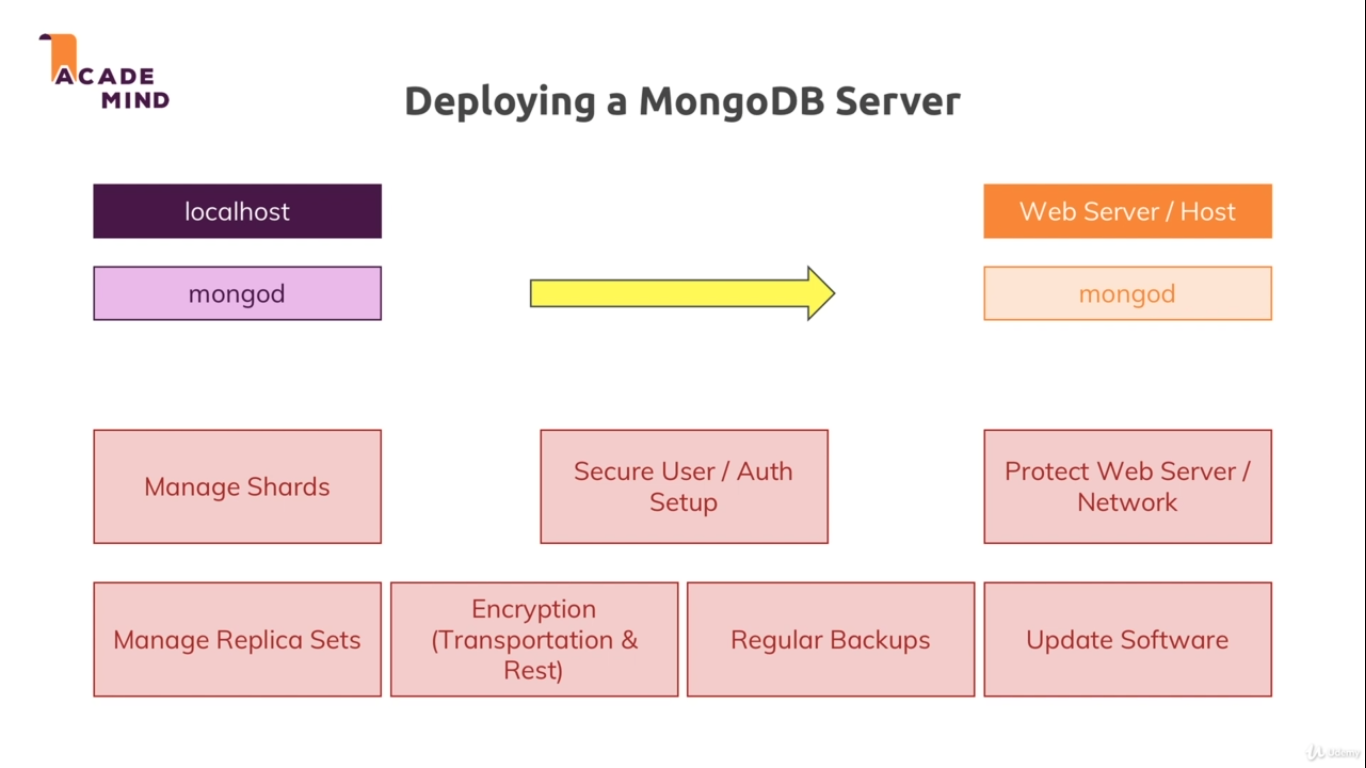 ACADE
MIND
Deploying a MongoDB Server
localhost
Web Server / Host
mongod
mongod
Manage Shards
Secure User / Auth
Setup
Protect Web Server /
Network
Manage Replica Sets
Encryption
(Transportation &
Rest)
Regular Backups
Update Software
Udemy